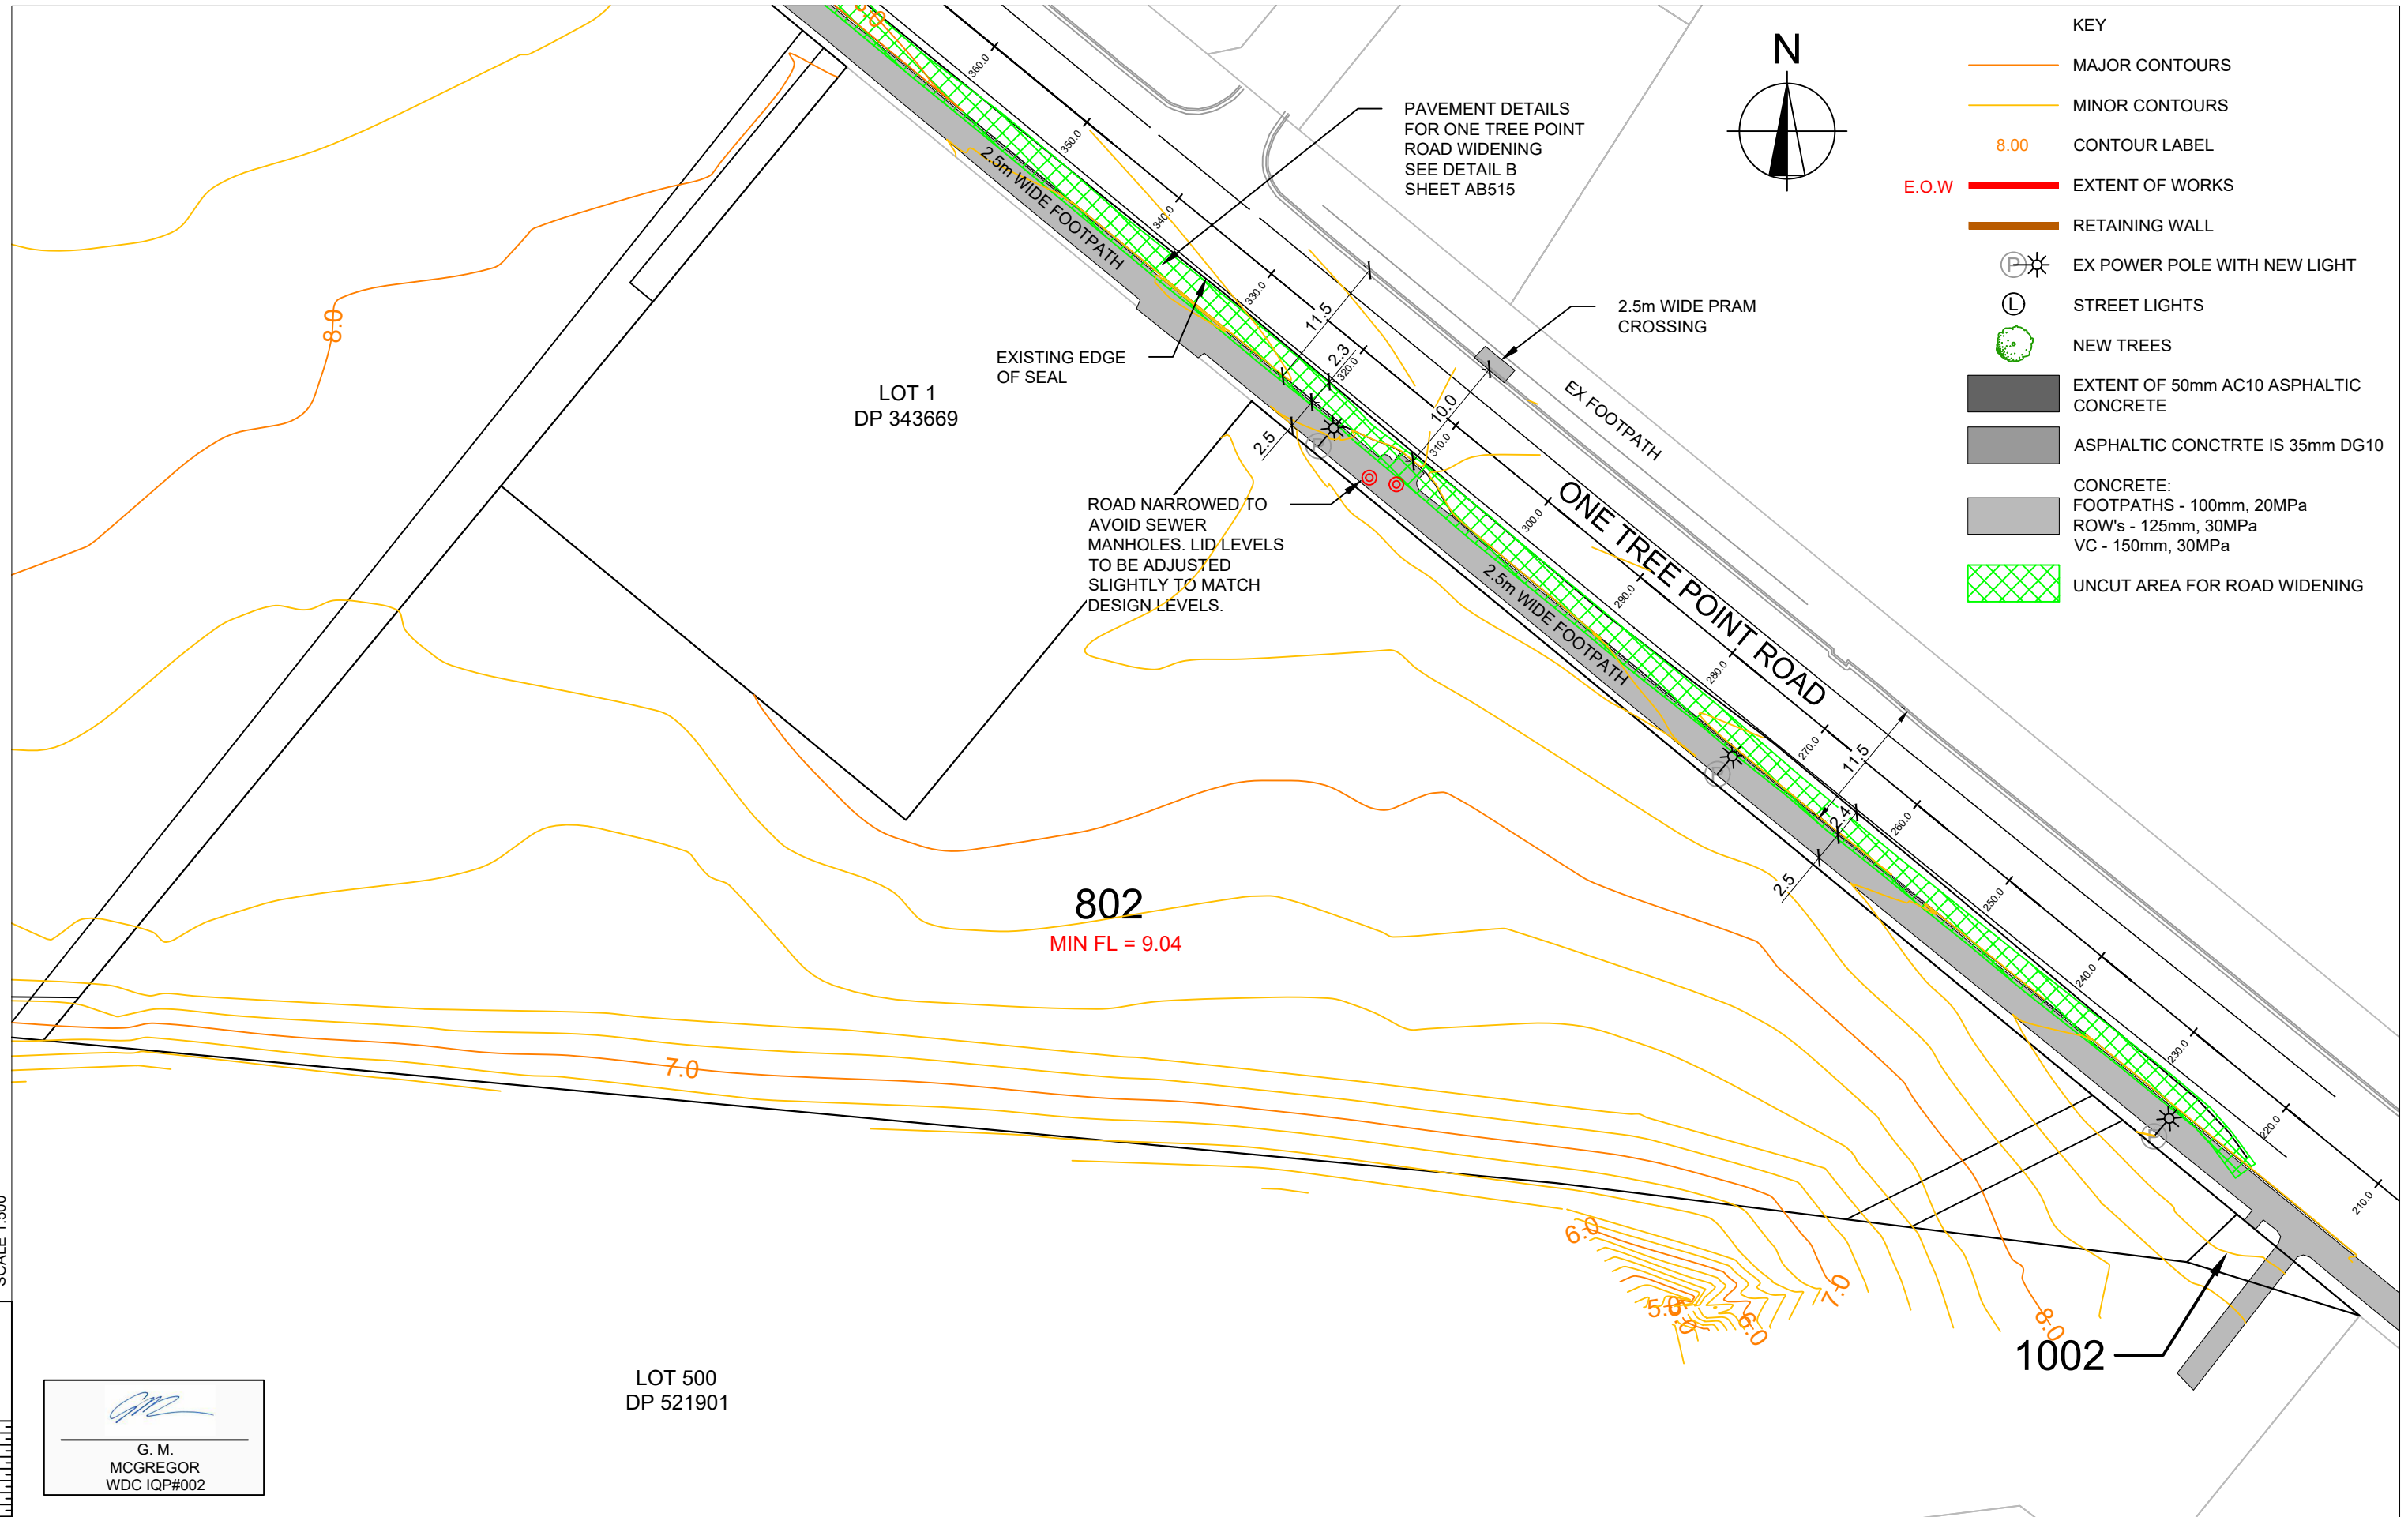 KEY
MAJOR CONTOURS
MINOR CONTOURS
8.00 CONTOUR LABEL
E.O.W EXTENT OF WORKS
RETAINING WALL
P EX POWER POLE WITH NEW LIGHT
L STREET LIGHTS
NEW TREES
EXTENT OF 50mm AC10 ASPHALTIC
CONCRETE
ASPHALTIC CONCTRTE IS 35mm DG10
CONCRETE:
FOOTPATHS - 100mm, 20MPa
ROW's - 125mm, 30MPa
VC - 150mm, 30MPa
UNCUT AREA FOR ROAD WIDENING
N
PAVEMENT DETAILS
FOR ONE TREE POINT
ROAD WIDENING
SEE DETAIL B
SHEET AB515
2.5m WIDE PRAM
CROSSING
EX FOOTPATH
ONE TREE POINT ROAD
2.5m WIDE FOOTPATH
EXISTING EDGE
OF SEAL
LOT 1
DP 343669
ROAD NARROWED TO
AVOID SEWER
MANHOLES. LID LEVELS
TO BE ADJUSTED
SLIGHTLY TO MATCH
DESIGN LEVELS.
2.5m WIDE FOOTPATH
360.0
350.0
340.0
330.0
320.0
310.0
300.0
290.0
280.0
270.0
260.0
250.0
240.0
230.0
220.0
210.0
11.5
2.3
2.5
10.0
11.5
2.4
2.5
P
P
8.0
802
MIN FL = 9.04
7.0
6.0
5.0
6.0
7.0
8.0
1002
LOT 500
DP 521901
G. M.
MCGREGOR
WDC IQP#002
SCALE 1:500